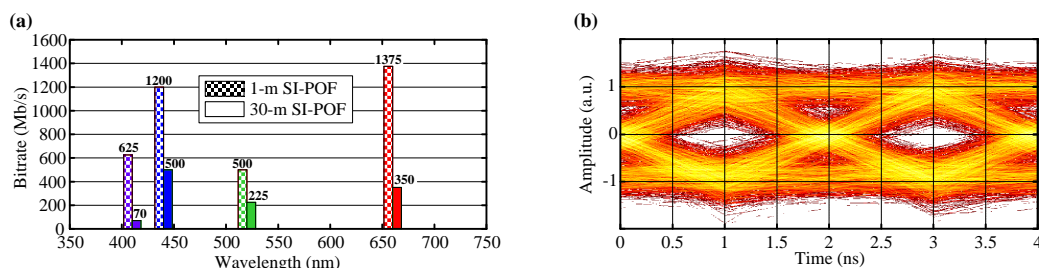 (a)
1600
1400
1200
1000
800
600
400
200
0
Bitrate (Mb/s)
625
70
1200
500
500
225
1375
350
1-m SI-POF
30-m SI-POF
350 400 450 500 550 600 650 700 750
Wavelength (nm)
(b)
Amplitude (a.u.)
1
0
-1
0 0.5 1 1.5 2 2.5 3 3.5 4
Time (ns)